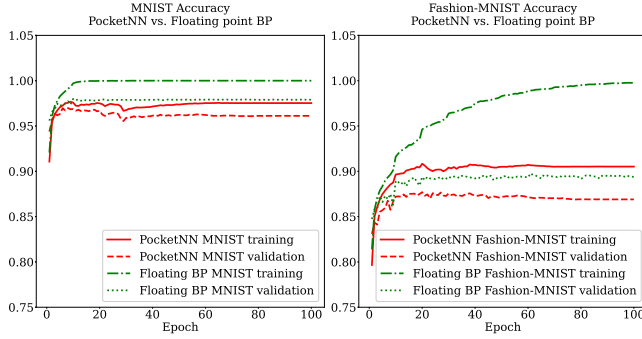 MNIST Accuracy
PocketNN vs. Floating point BP
1.05
1.00
0.95
0.90
0.85
0.80
0.75
PocketNN MNIST training
PocketNN MNIST validation
Floating BP MNIST training
Floating BP MNIST validation
0 20 40 60 80 100
Epoch
Fashion-MNIST Accuracy
PocketNN vs. Floating point BP
1.05
1.00
0.95
0.90
0.85
0.80
0.75
PocketNN Fashion-MNIST training
PocketNN Fashion-MNIST validation
Floating BP Fashion-MNIST training
Floating BP Fashion-MNIST validation
0 20 40 60 80 100
Epoch